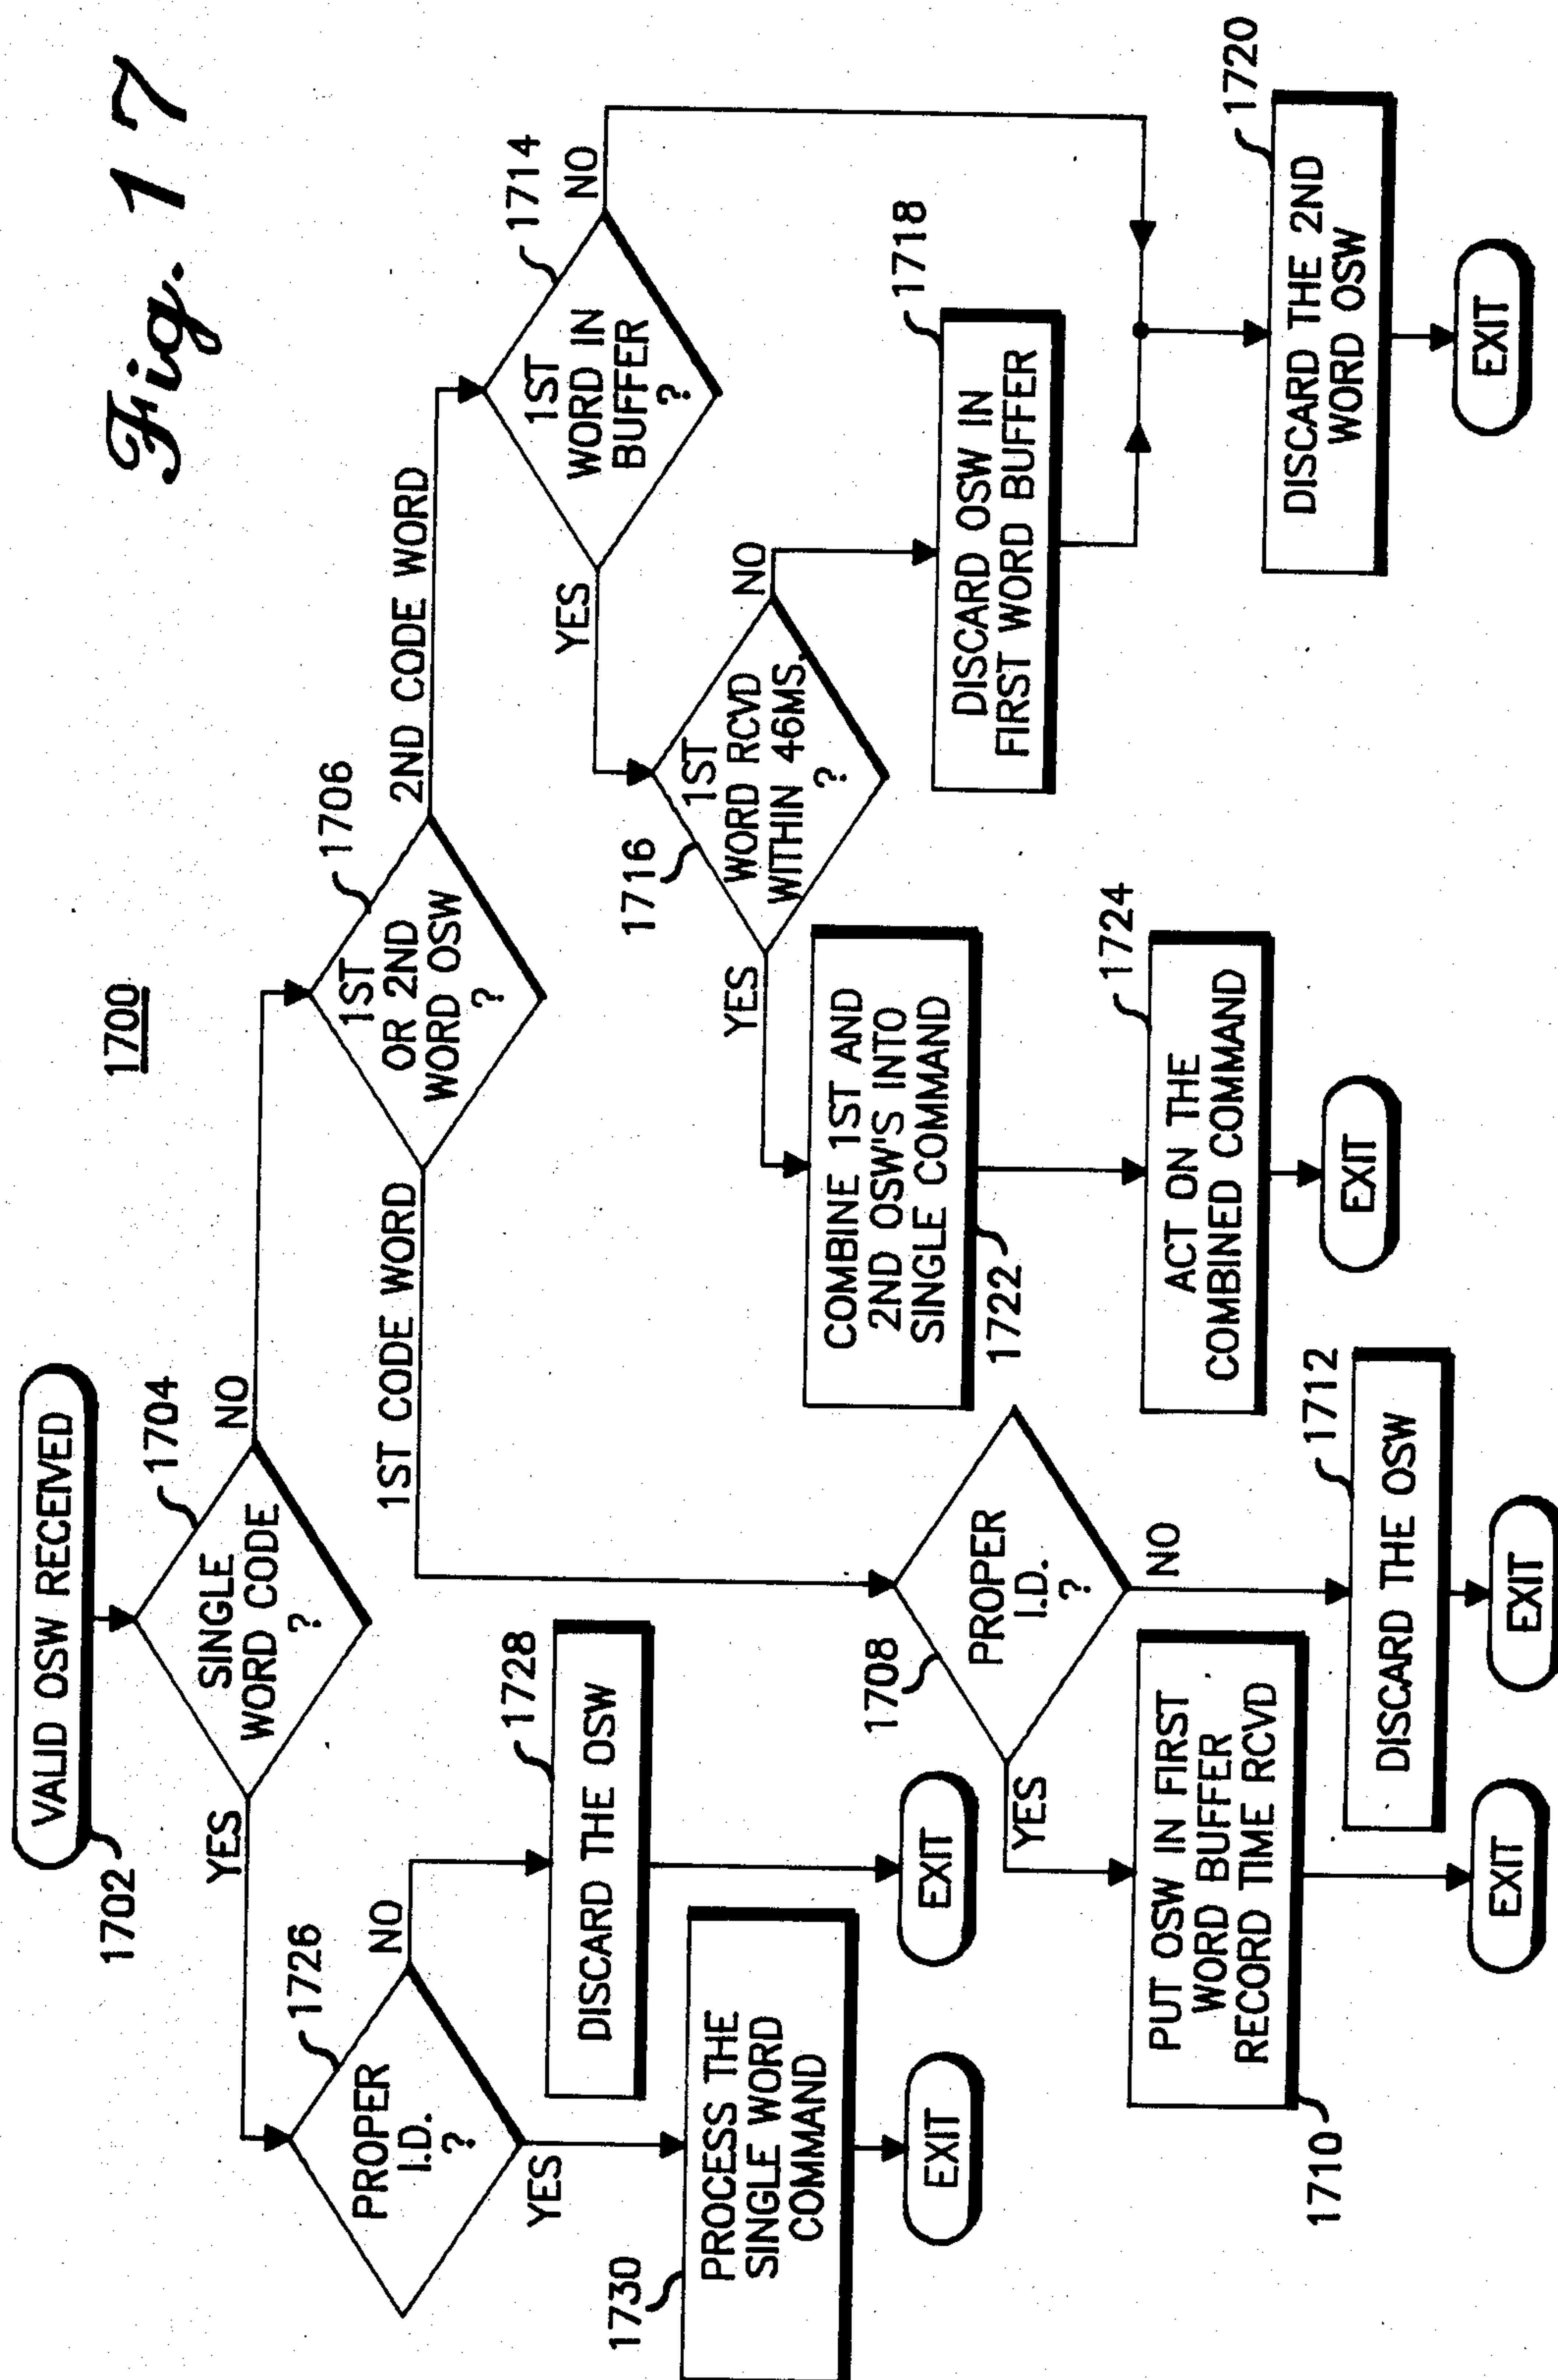 Fig. 17
1700
VALID OSW RECEIVED
1702
SINGLE
WORD CODE
?
1704
YES
NO
PROPER
I.D.
?
1726
NO
YES
DISCARD THE OSW
1728
EXIT
PROCESS THE
SINGLE WORD
COMMAND
1730
EXIT
1ST
OR 2ND
WORD OSW
?
1706
1ST CODE WORD
2ND CODE WORD
PROPER
I.D.
?
1708
YES
NO
PUT OSW IN FIRST
WORD BUFFER
RECORD TIME RCVD
1710
EXIT
DISCARD THE OSW
1712
EXIT
1ST
WORD IN
BUFFER
?
1714
YES
NO
1ST
WORD RCVD
WITHIN 46MS.
?
1716
YES
NO
COMBINE 1ST AND
2ND OSW'S INTO
SINGLE COMMAND
1722
ACT ON THE
COMBINED COMMAND
1724
EXIT
DISCARD OSW IN
FIRST WORD BUFFER
1718
DISCARD THE 2ND
WORD OSW
1720
EXIT